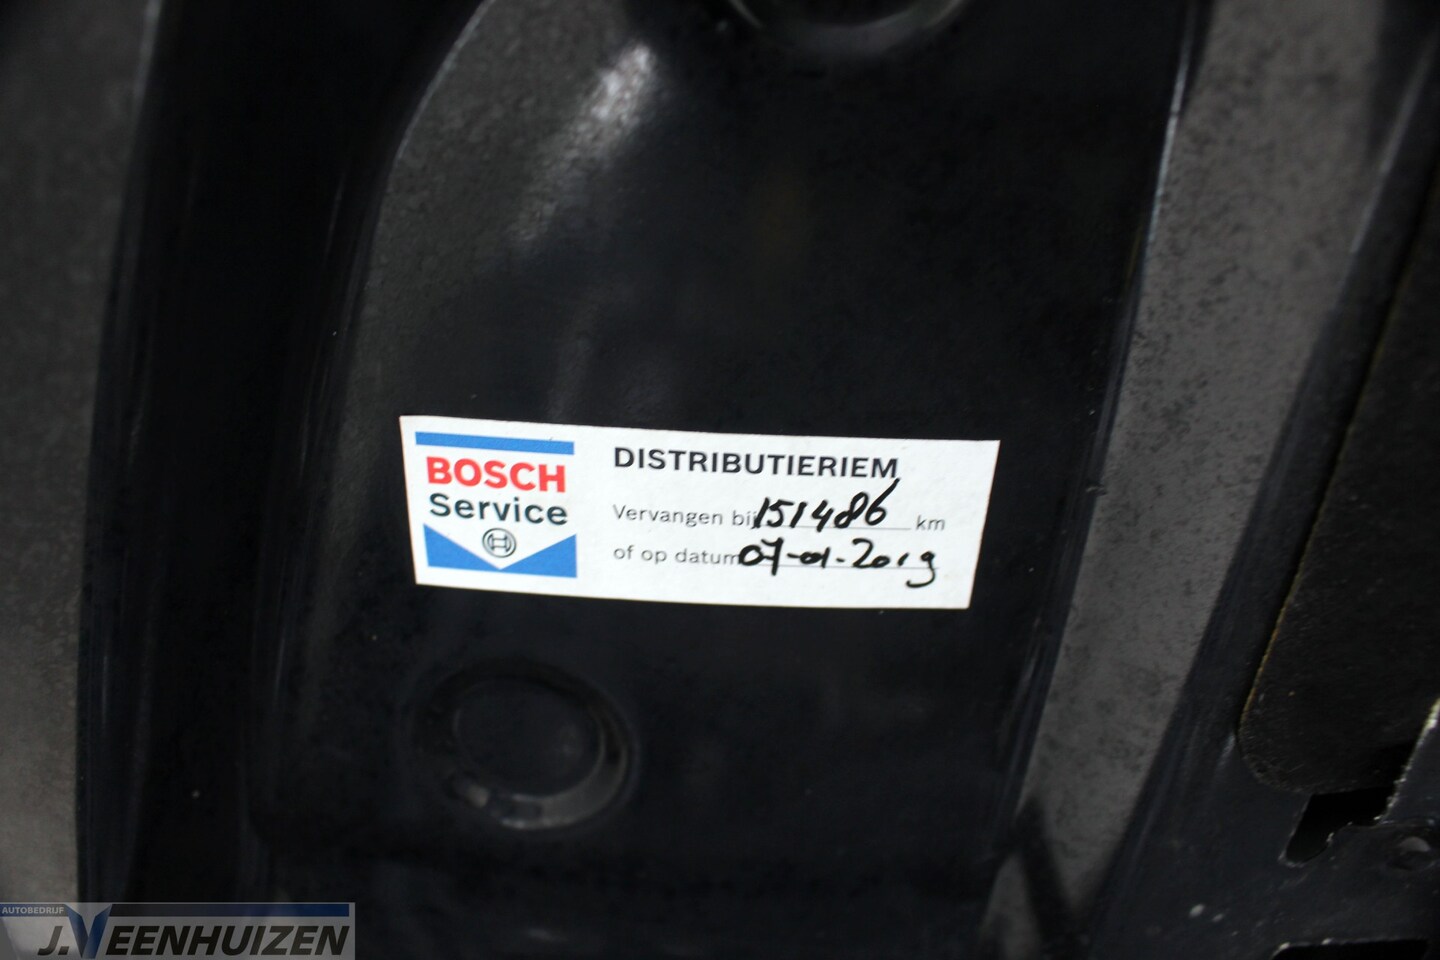 BOSCH
Service
DISTRIBUTIERIEM
Vervangen bij 151486 km
of op datum 07-01-2019
AUTOBEDRIJF
J. VEENHUIZEN